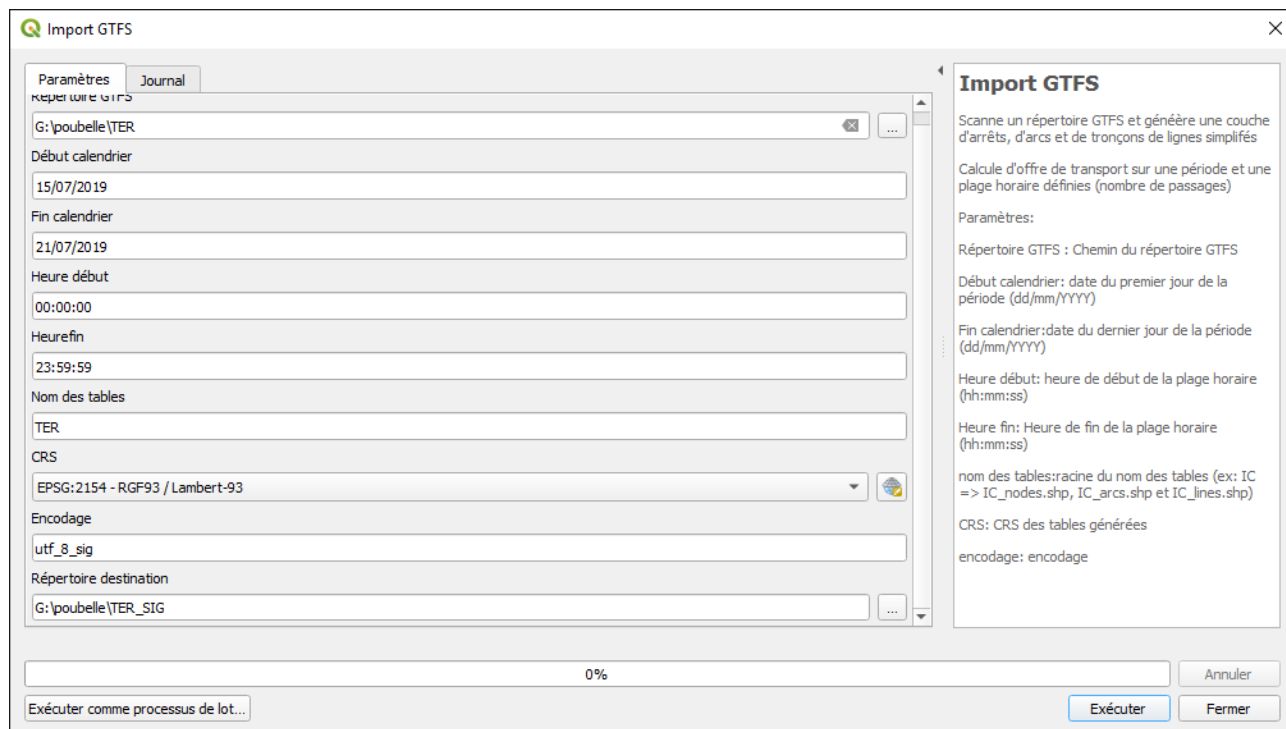 Import GTFS
Paramètres
Journal
Répertoire GTFS
G:\poubelle\TER
...
Début calendrier
15/07/2019
Fin calendrier
21/07/2019
Heure début
00:00:00
Heurefin
23:59:59
Nom des tables
TER
CRS
EPSG:2154 - RGF93 / Lambert-93
Encodage
utf_8_sig
Répertoire destination
G:\poubelle\TER_SIG
...
Import GTFS
Scanne un répertoire GTFS et génèère une couche
d'arrêts, d'arcs et de tronçons de lignes simplifés
Calcule d'offre de transport sur une période et une
plage horaire définies (nombre de passages)
Paramètres:
Répertoire GTFS : Chemin du répertoire GTFS
Début calendrier: date du premier jour de la
période (dd/mm/YYYY)
Fin calendrier:date du dernier jour de la période
(dd/mm/YYYY)
Heure début: heure de début de la plage horaire
(hh:mm:ss)
Heure fin: Heure de fin de la plage horaire
(hh:mm:ss)
nom des tables:racine du nom des tables (ex: IC
=> IC_nodes.shp, IC_arcs.shp et IC_lines.shp)
CRS: CRS des tables générées
encodage: encodage
0%
Annuler
Exécuter comme processus de lot...
Exécuter
Fermer